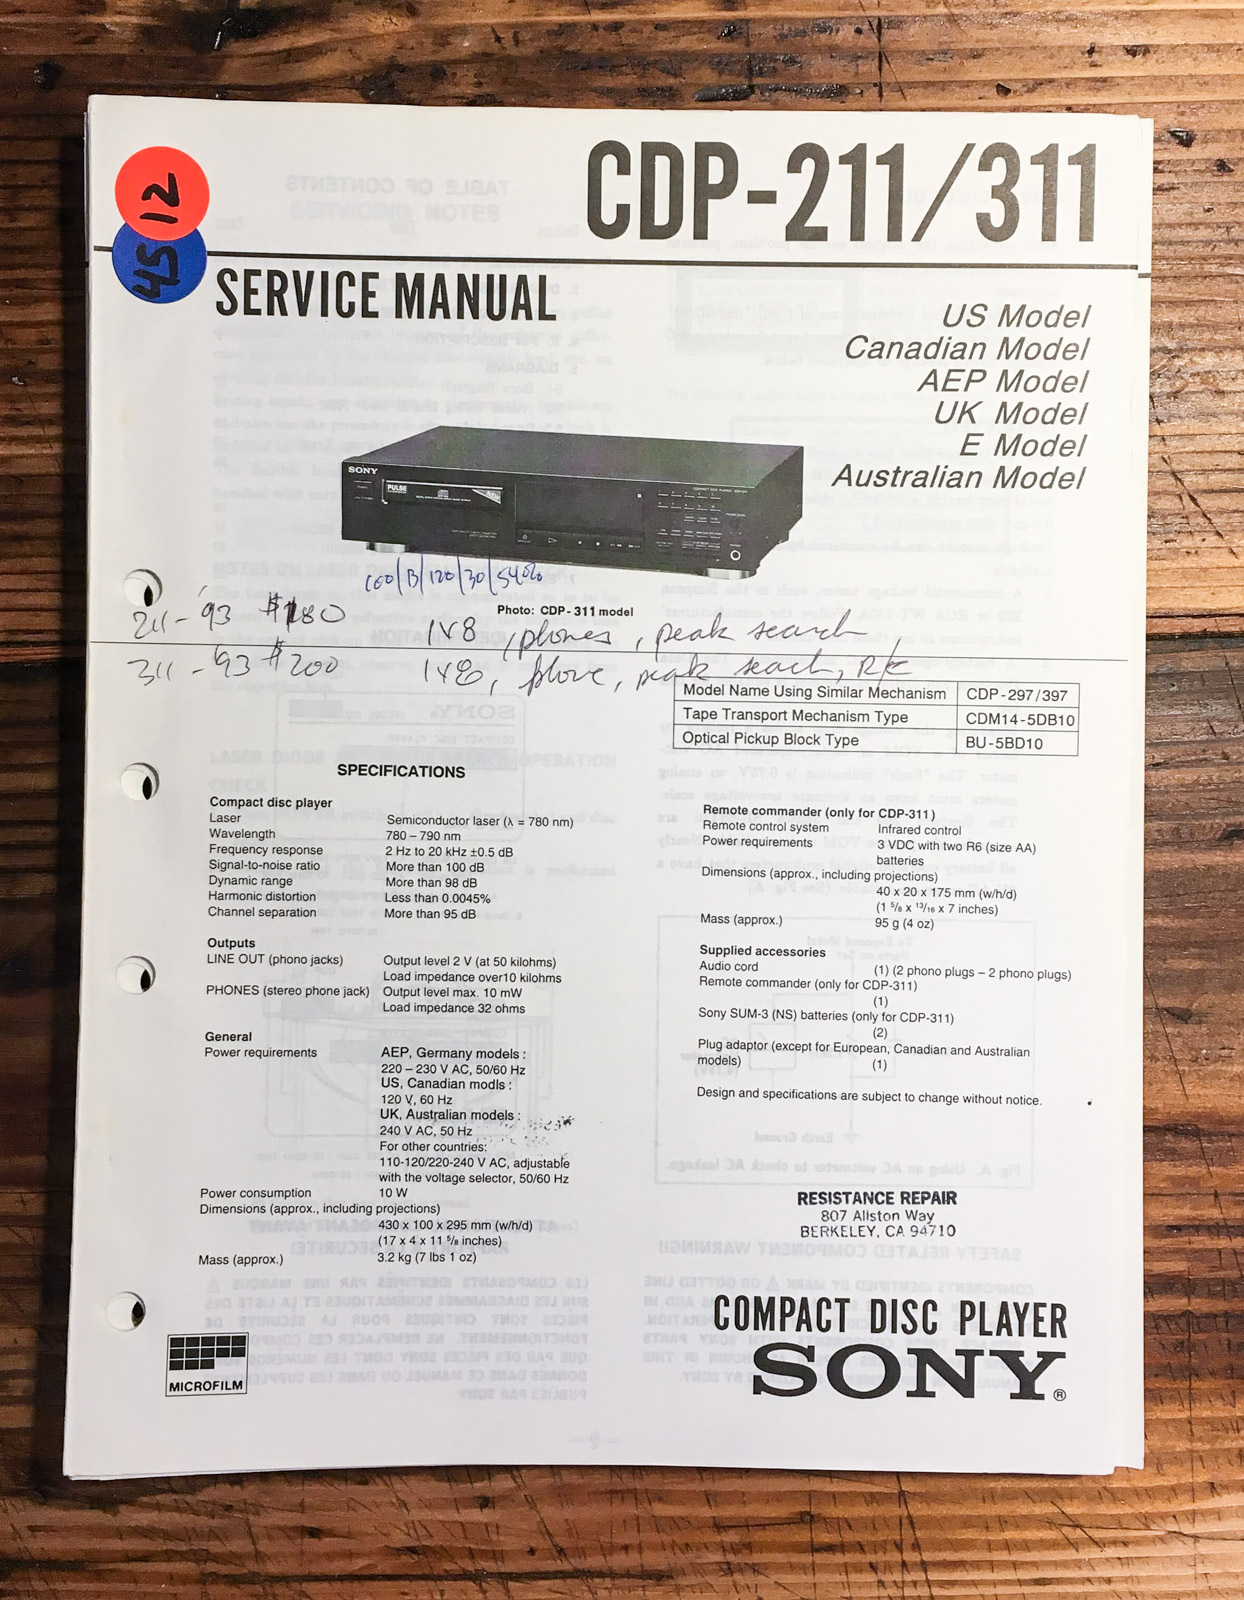 CDP-211/311
12
45
SERVICE MANUAL
US Model
Canadian Model
AEP Model
UK Model
E Model
Australian Model
SONY
PULSE
Photo: CDP-311 model
211-'93 $180 1V8, phones, peak search,
311-'93 $200 1V8, phone, peak search, R/C
Model Name Using Similar Mechanism CDP-297/397
Tape Transport Mechanism Type CDM14-5DB10
Optical Pickup Block Type BU-5BD10
SPECIFICATIONS
Compact disc player
Laser Semiconductor laser (λ = 780 nm)
Wavelength 780 – 790 nm
Frequency response 2 Hz to 20 kHz ±0.5 dB
Signal-to-noise ratio More than 100 dB
Dynamic range More than 98 dB
Harmonic distortion Less than 0.0045%
Channel separation More than 95 dB
Outputs
LINE OUT (phono jacks) Output level 2 V (at 50 kilohms)
Load impedance over10 kilohms
PHONES (stereo phone jack) Output level max. 10 mW
Load impedance 32 ohms
General
Power requirements AEP, Germany models :
220 – 230 V AC, 50/60 Hz
US, Canadian modls :
120 V, 60 Hz
UK, Australian models :
240 V AC, 50 Hz
For other countries:
110-120/220-240 V AC, adjustable
with the voltage selector, 50/60 Hz
Power consumption 10 W
Dimensions (approx., including projections)
430 x 100 x 295 mm (w/h/d)
(17 x 4 x 11 5/8 inches)
Mass (approx.) 3.2 kg (7 lbs 1 oz)
Remote commander (only for CDP-311)
Remote control system Infrared control
Power requirements 3 VDC with two R6 (size AA)
batteries
Dimensions (approx., including projections)
40 x 20 x 175 mm (w/h/d)
(1 5/8 x 13/16 x 7 inches)
Mass (approx.) 95 g (4 oz)
Supplied accessories
Audio cord (1) (2 phono plugs – 2 phono plugs)
Remote commander (only for CDP-311)
(1)
Sony SUM-3 (NS) batteries (only for CDP-311)
(2)
Plug adaptor (except for European, Canadian and Australian
models) (1)
Design and specifications are subject to change without notice.
RESISTANCE REPAIR
807 Allston Way
BERKELEY, CA 94710
MICROFILM
COMPACT DISC PLAYER
SONY®